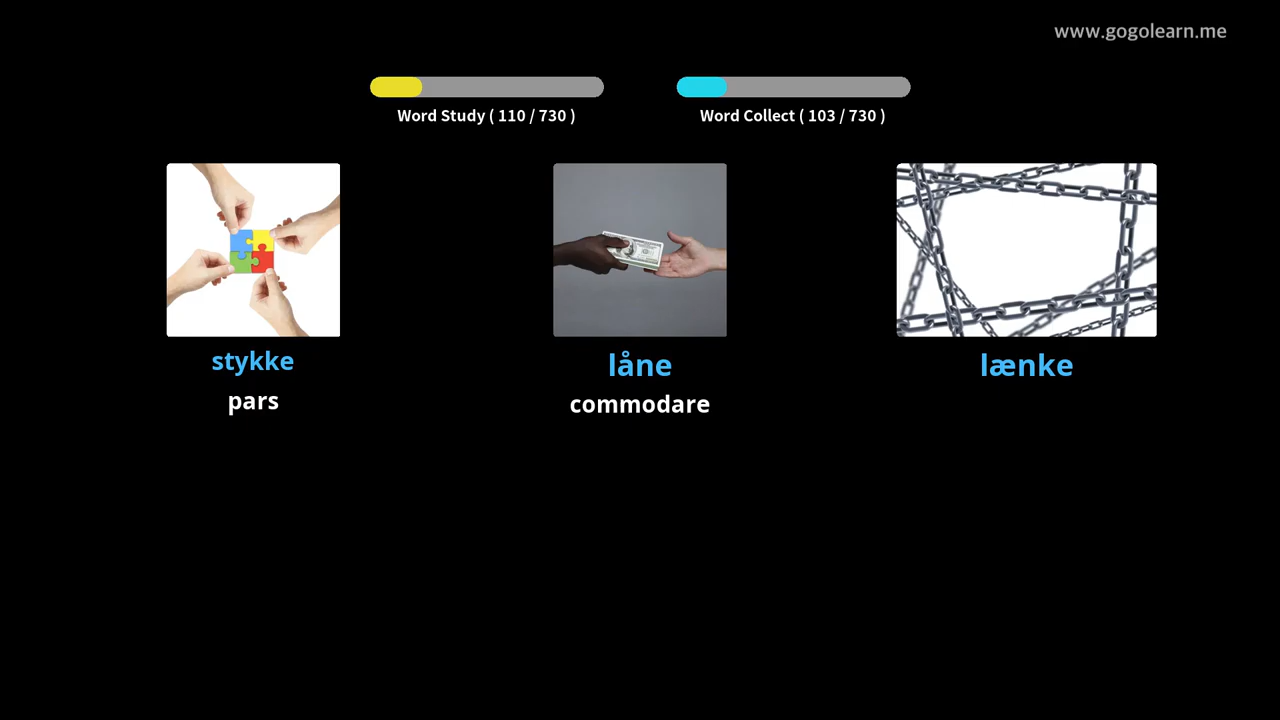 www.gogolearn.me
Word Study ( 110 / 730 )
Word Collect ( 103 / 730 )
stykke
pars
låne
commodare
lænke